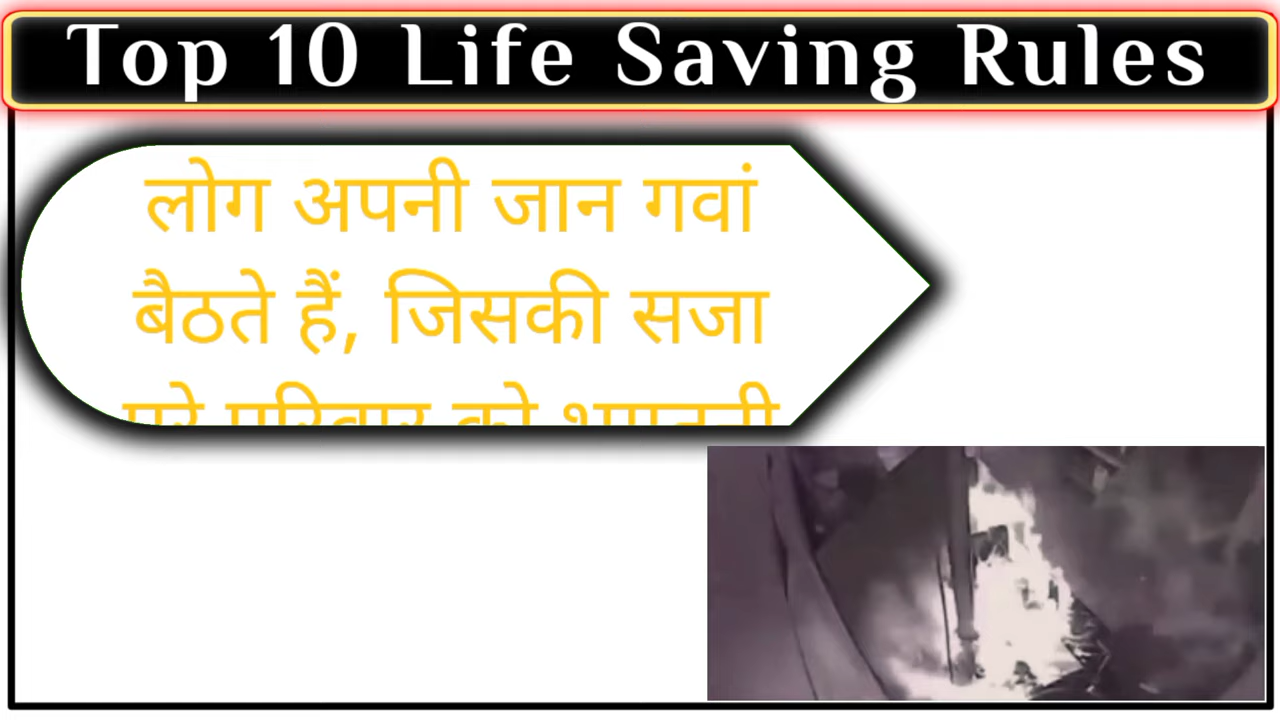 Top 10 Life Saving Rules
लोग अपनी जान गवां
बैठते हैं, जिसकी सजा